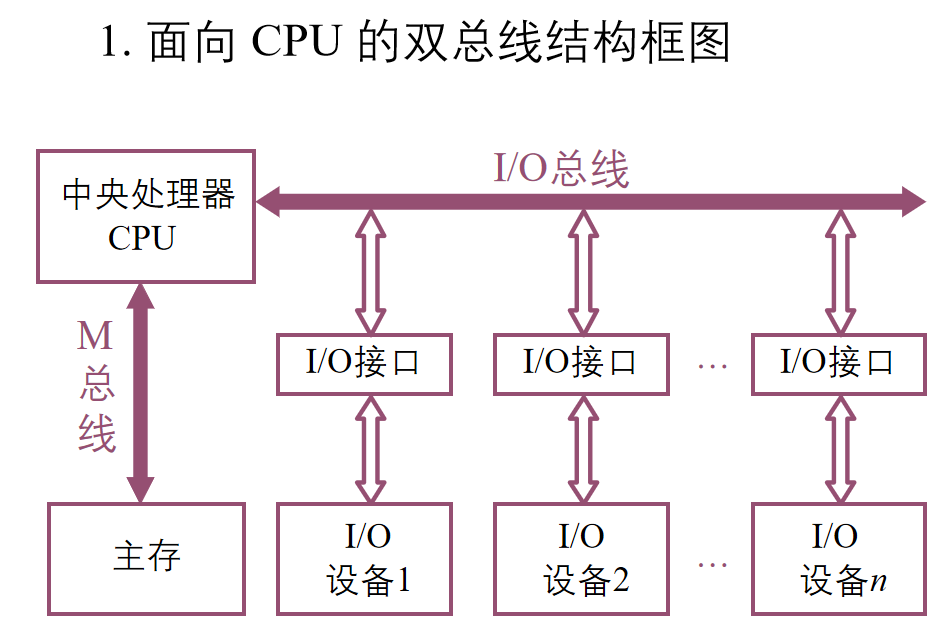 1. 面向 CPU 的双总线结构框图
I/O总线
中央处理器
CPU
M
总
线
I/O接口
I/O接口
…
I/O接口
主存
I/O
设备1
I/O
设备2
…
I/O
设备n